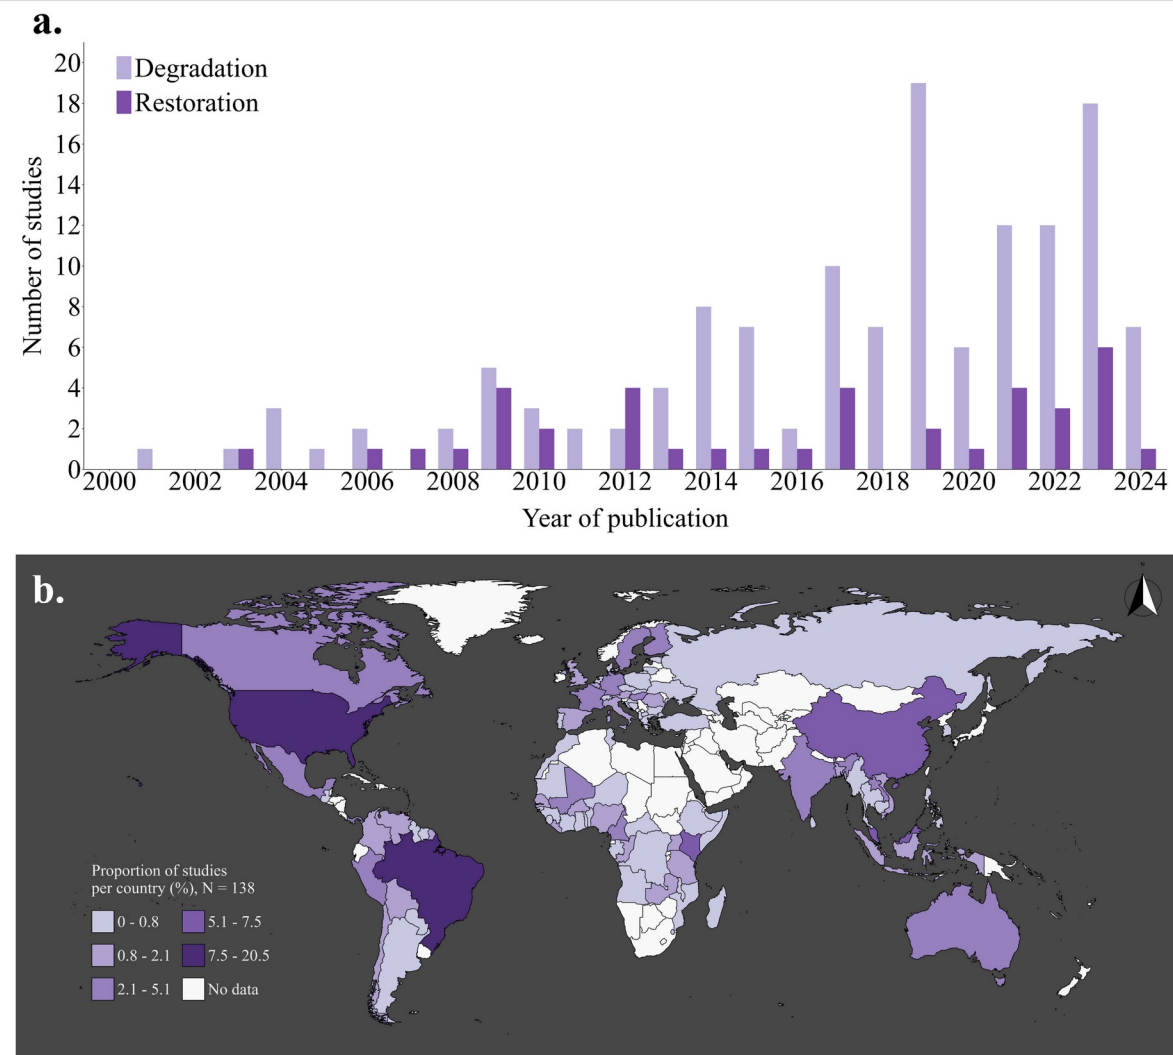 a.
Degradation
Restoration
Number of studies
20
18
16
14
12
10
8
6
4
2
0
2000 2002 2004 2006 2008 2010 2012 2014 2016 2018 2020 2022 2024
Year of publication
b.
N
Proportion of studies
per country (%), N = 138
0 - 0.8 5.1 - 7.5
0.8 - 2.1 7.5 - 20.5
2.1 - 5.1 No data